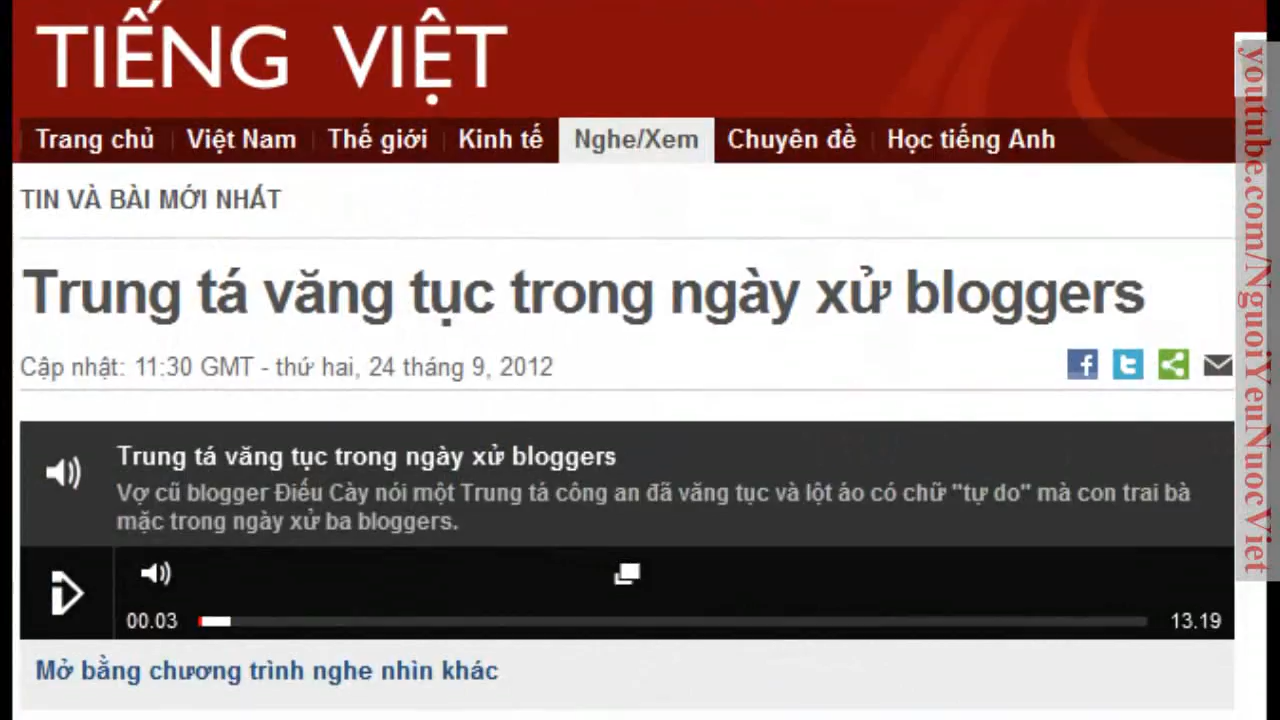 TIẾNG VIỆT
Trang chủ Việt Nam Thế giới Kinh tế Nghe/Xem Chuyên đề Học tiếng Anh
TIN VÀ BÀI MỚI NHẤT
Trung tá văng tục trong ngày xử bloggers
Cập nhật: 11:30 GMT - thứ hai, 24 tháng 9, 2012
Trung tá văng tục trong ngày xử bloggers
Vợ cũ blogger Điếu Cày nói một Trung tá công an đã văng tục và lột áo có chữ "tự do" mà con trai bà
mặc trong ngày xử ba bloggers.
00.03 13.19
Mở bằng chương trình nghe nhìn khác
youtube.com/NguoiYeuNuocViet